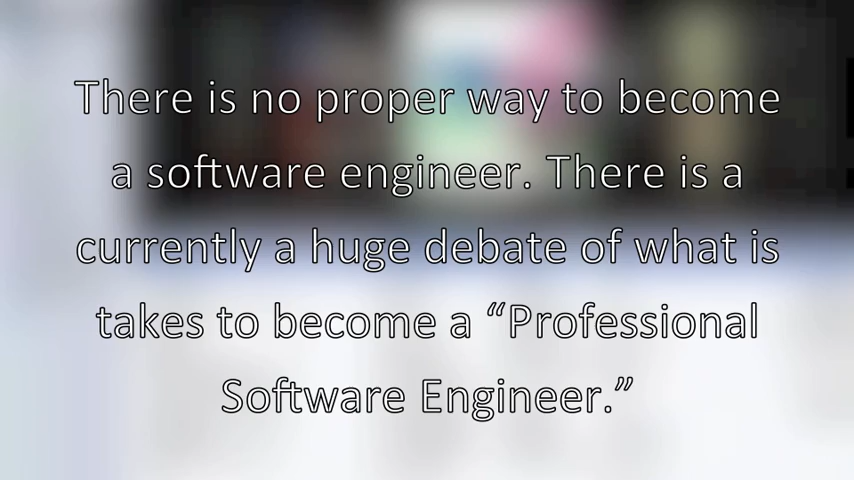 There is no proper way to become
a software engineer. There is a
currently a huge debate of what is
takes to become a “Professional
Software Engineer.”